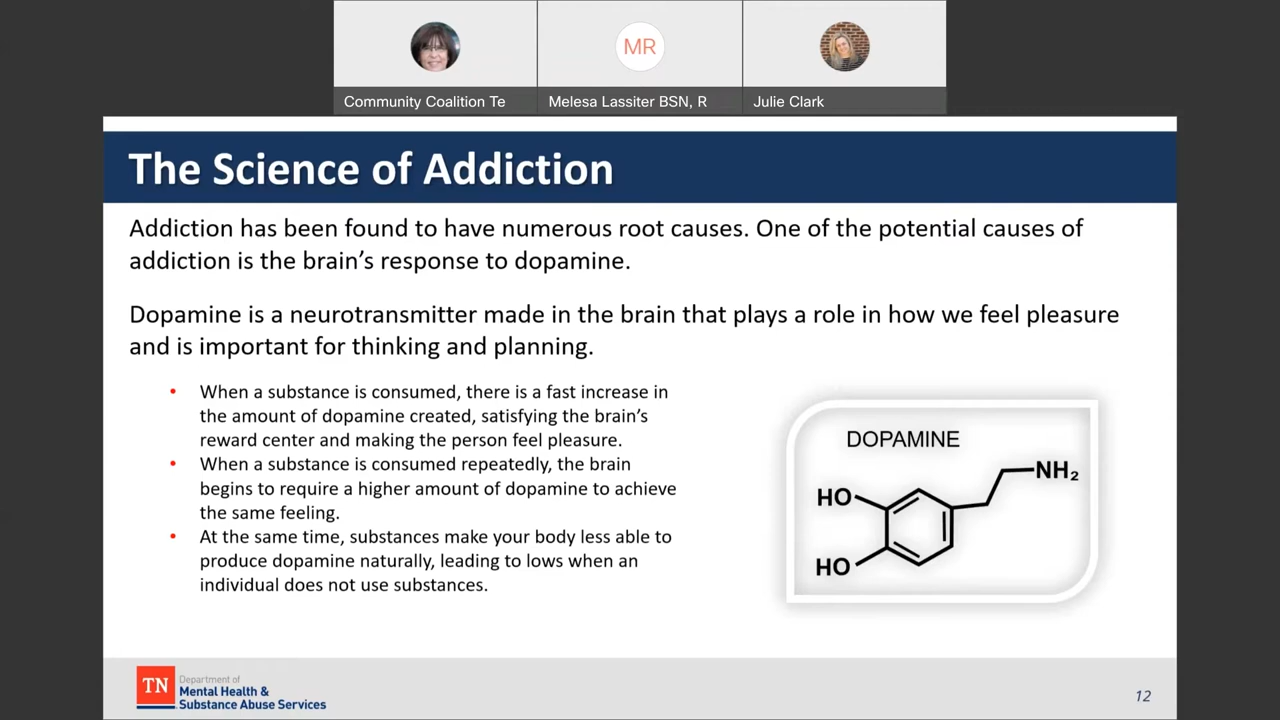 MR
Community Coalition Te
Melesa Lassiter BSN, R
Julie Clark
The Science of Addiction
Addiction has been found to have numerous root causes. One of the potential causes of
addiction is the brain’s response to dopamine.
Dopamine is a neurotransmitter made in the brain that plays a role in how we feel pleasure
and is important for thinking and planning.
• When a substance is consumed, there is a fast increase in
the amount of dopamine created, satisfying the brain’s
reward center and making the person feel pleasure.
• When a substance is consumed repeatedly, the brain
begins to require a higher amount of dopamine to achieve
the same feeling.
• At the same time, substances make your body less able to
produce dopamine naturally, leading to lows when an
individual does not use substances.
DOPAMINE
NH₂
HO
HO
TN
Department of
Mental Health &
Substance Abuse Services
12